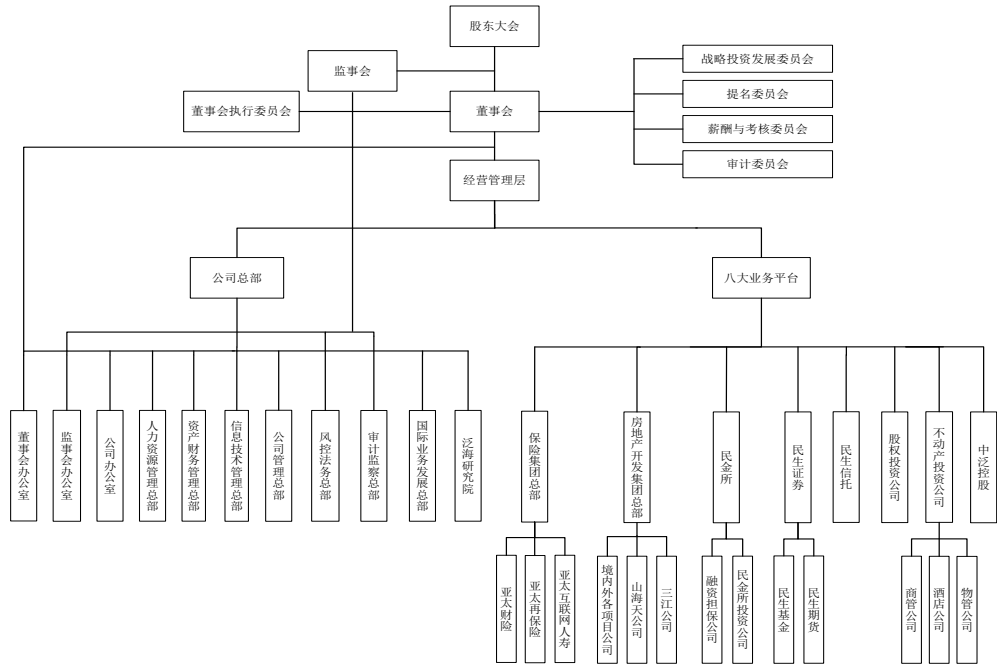 股东大会
监事会
战略投资发展委员会
提名委员会
董事会执行委员会
董事会
薪酬与考核委员会
审计委员会
经营管理层
公司总部
八大业务平台
董事会办公室
监事会办公室
公司办公室
人力资源管理总部
资产财务管理总部
信息技术管理总部
公司管理总部
风控法务总部
审计监察总部
国际业务发展总部
泛海研究院
保险集团总部
房地产开发集团总部
民金所
民生证券
民生信托
股权投资公司
不动产投资公司
中泛控股
亚太财险
亚太再保险
亚太互联网人寿
境内外各项目公司
山海天公司
三江公司
融资担保公司
民金所投资公司
民生基金
民生期货
商管公司
酒店公司
物管公司